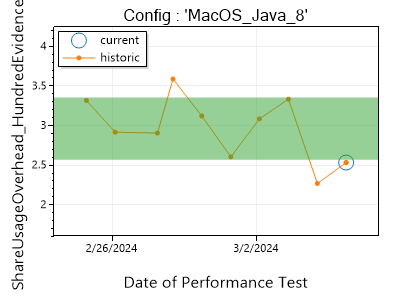 Config : 'MacOS_Java_8'
current
historic
ShareUsageOverhead_HundredEvidence
4
3.5
3
2.5
2
2/26/2024
3/2/2024
Date of Performance Test